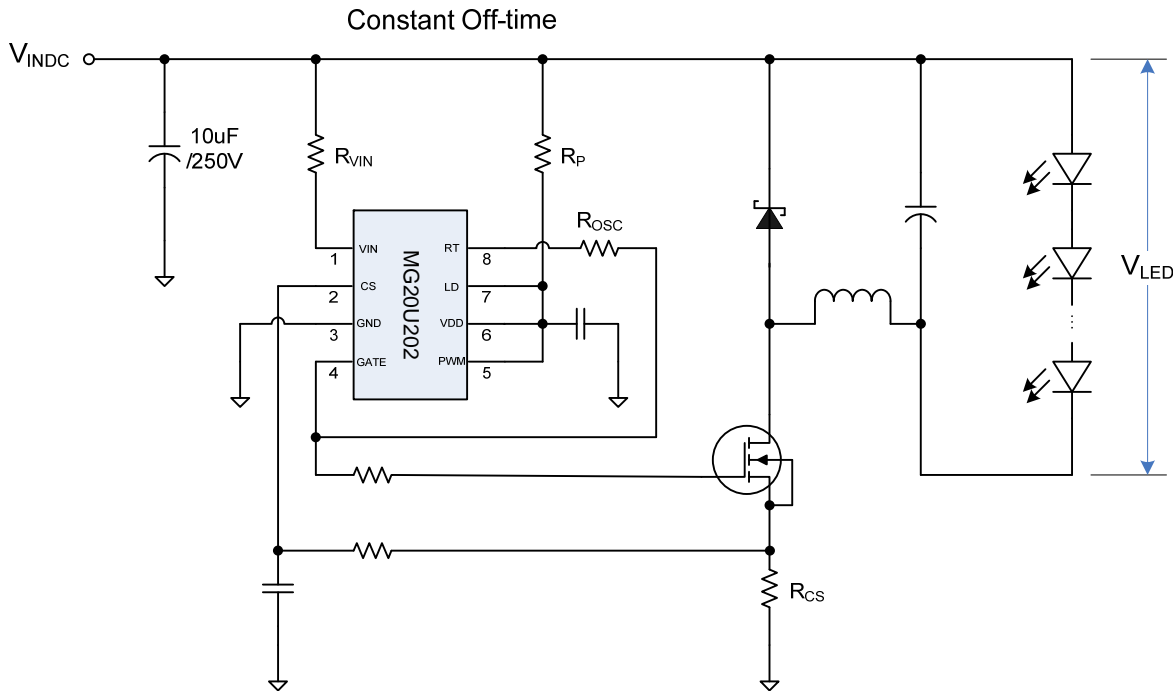 Constant Off-time
VINDC
10uF
/250V
RVIN
RP
ROSC
MG20U202
VIN
1
CS
2
GND
3
GATE
4
RT
8
LD
7
VDD
6
PWM
5
VLED
RCS